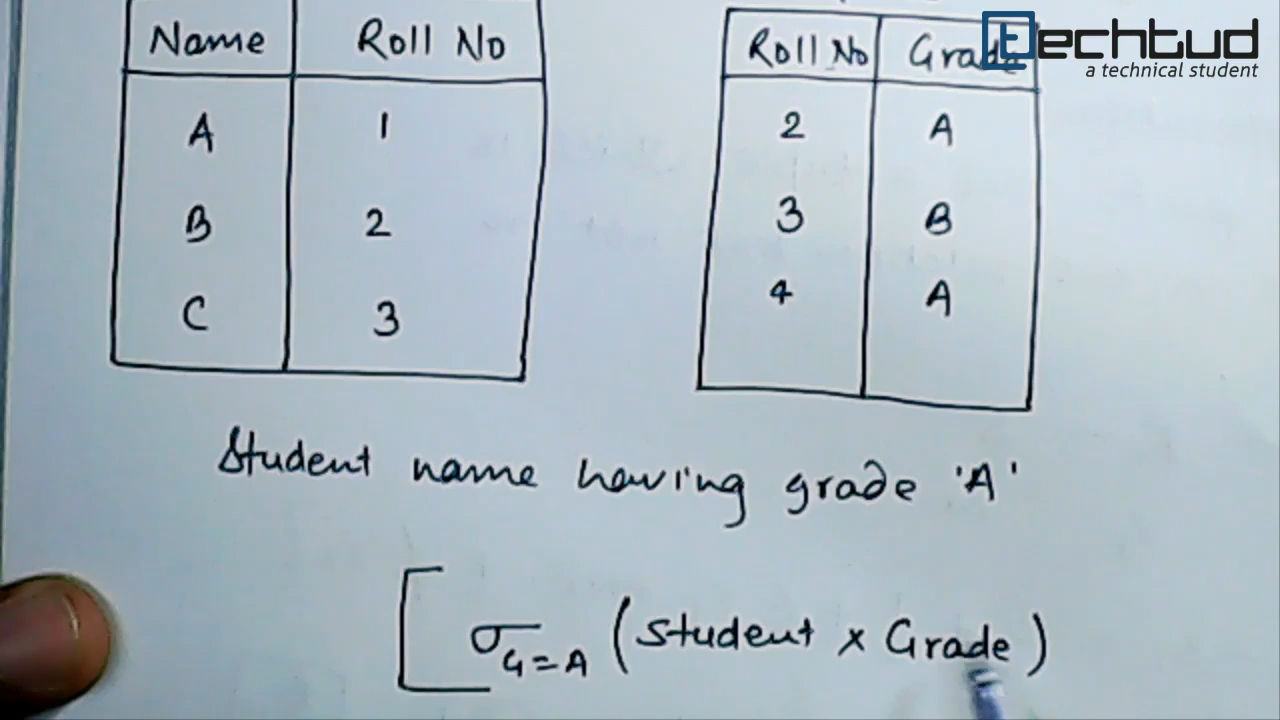 Name Roll No
A 1
B 2
C 3
Roll No Grade
2 A
3 B
4 A
techtud
a technical student
Student name having grade 'A'
[ σG=A (Student × Grade)